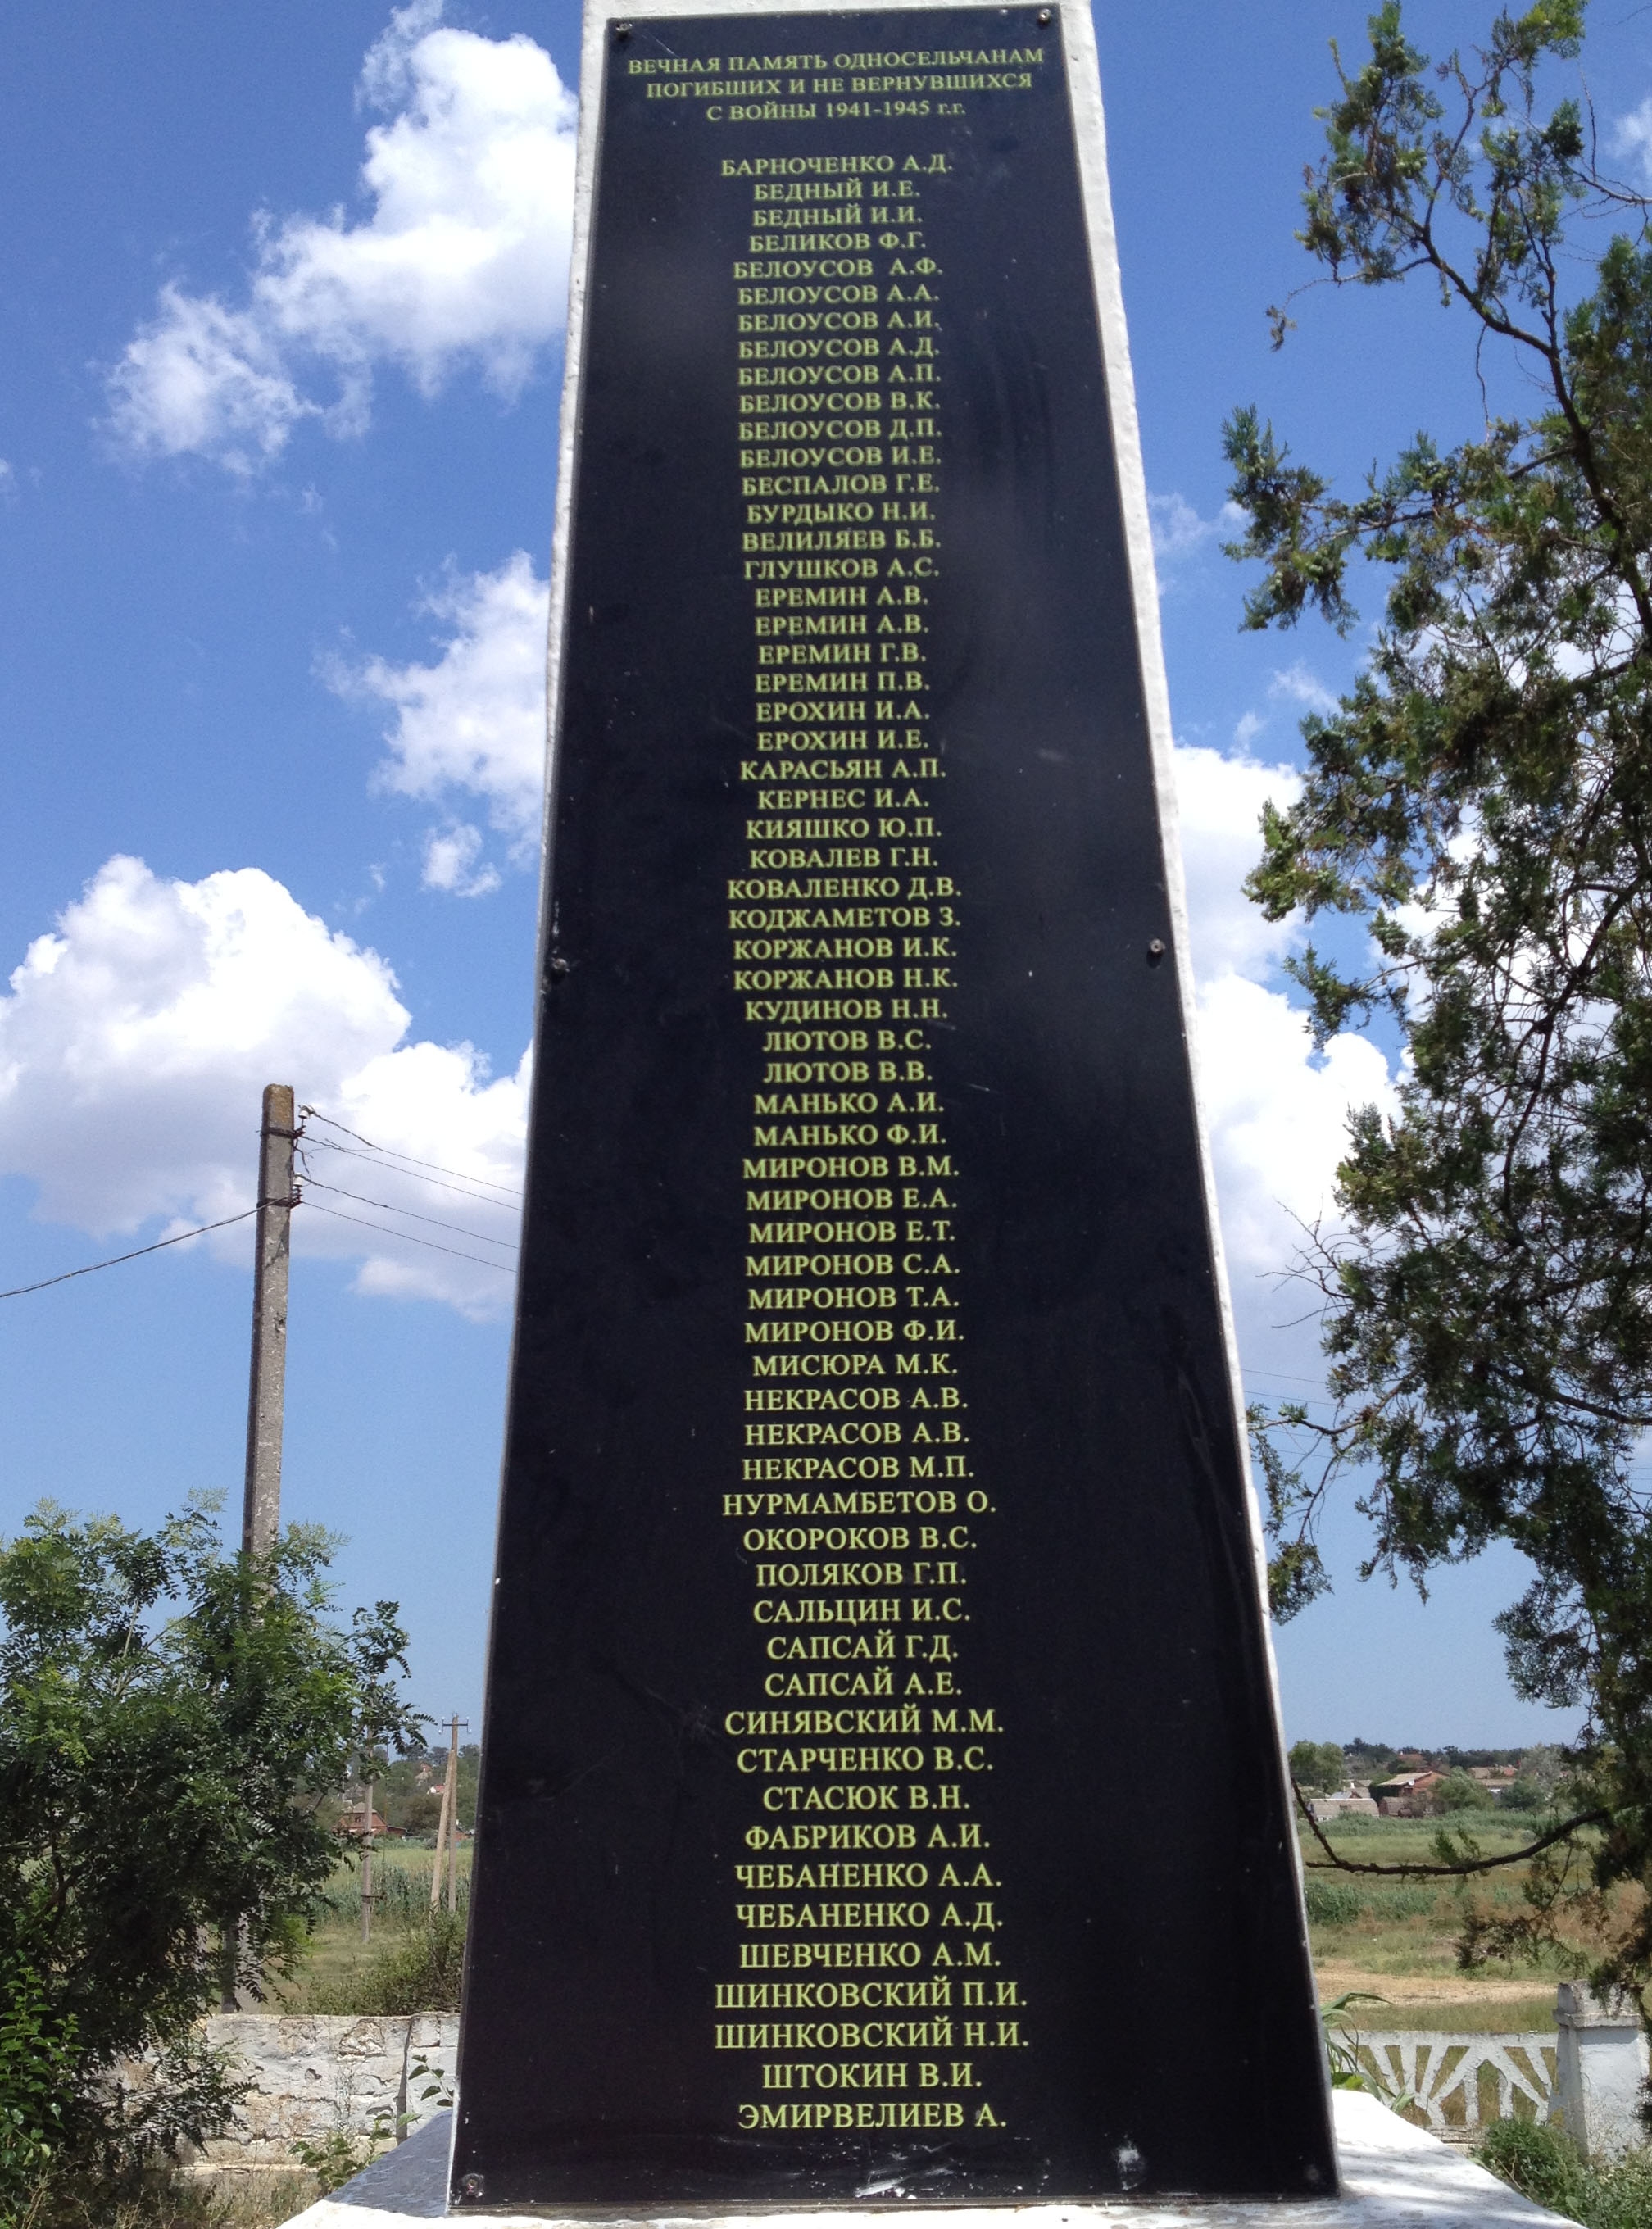 ВЕЧНАЯ ПАМЯТЬ ОДНОСЕЛЬЧАНАМ
ПОГИБШИХ И НЕ ВЕРНУВШИХСЯ
С ВОЙНЫ 1941-1945 г.г.
БАРНОЧЕНКО А.Д.
БЕДНЫЙ И.Е.
БЕДНЫЙ И.И.
БЕЛИКОВ Ф.Г.
БЕЛОУСОВ А.Ф.
БЕЛОУСОВ А.А.
БЕЛОУСОВ А.И.
БЕЛОУСОВ А.Д.
БЕЛОУСОВ А.П.
БЕЛОУСОВ В.К.
БЕЛОУСОВ Д.П.
БЕЛОУСОВ И.Е.
БЕСПАЛОВ Г.Е.
БУРДЫКО Н.И.
ВЕЛИЛЯЕВ Б.Б.
ГЛУШКОВ А.С.
ЕРЕМИН А.В.
ЕРЕМИН А.В.
ЕРЕМИН Г.В.
ЕРЕМИН П.В.
ЕРОХИН И.А.
ЕРОХИН И.Е.
КАРАСЬЯН А.П.
КЕРНЕС И.А.
КИЯШКО Ю.П.
КОВАЛЕВ Г.Н.
КОВАЛЕНКО Д.В.
КОДЖАМЕТОВ З.
КОРЖАНОВ И.К.
КОРЖАНОВ Н.К.
КУДИНОВ Н.Н.
ЛЮТОВ В.С.
ЛЮТОВ В.В.
МАНЬКО А.И.
МАНЬКО Ф.И.
МИРОНОВ В.М.
МИРОНОВ Е.А.
МИРОНОВ Е.Т.
МИРОНОВ С.А.
МИРОНОВ Т.А.
МИРОНОВ Ф.И.
МИСЮРА М.К.
НЕКРАСОВ А.В.
НЕКРАСОВ А.В.
НЕКРАСОВ М.П.
НУРМАМБЕТОВ О.
ОКОРОКОВ В.С.
ПОЛЯКОВ Г.П.
САЛЬЦИН И.С.
САПСАЙ Г.Д.
САПСАЙ А.Е.
СИНЯВСКИЙ М.М.
СТАРЧЕНКО В.С.
СТАСЮК В.Н.
ФАБРИКОВ А.И.
ЧЕБАНЕНКО А.А.
ЧЕБАНЕНКО А.Д.
ШЕВЧЕНКО А.М.
ШИНКОВСКИЙ П.И.
ШИНКОВСКИЙ Н.И.
ШТОКИН В.И.
ЭМИРВЕЛИЕВ А.